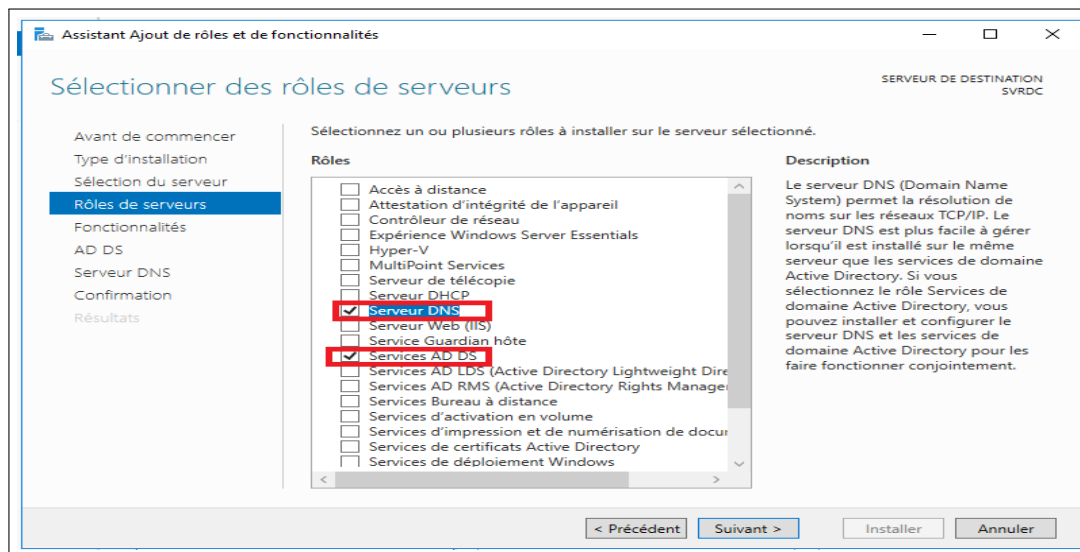 Assistant Ajout de rôles et de fonctionnalités
Sélectionner des rôles de serveurs
SERVEUR DE DESTINATION
SVRDC
Avant de commencer
Type d'installation
Sélection du serveur
Rôles de serveurs
Fonctionnalités
AD DS
Serveur DNS
Confirmation
Résultats
Sélectionnez un ou plusieurs rôles à installer sur le serveur sélectionné.
Rôles
Accès à distance
Attestation d'intégrité de l'appareil
Contrôleur de réseau
Expérience Windows Server Essentials
Hyper-V
MultiPoint Services
Serveur de télécopie
Serveur DHCP
Serveur DNS
Serveur Web (IIS)
Service Guardian hôte
Services AD DS
Services AD LDS (Active Directory Lightweight Dire
Services AD RMS (Active Directory Rights Manage
Services Bureau à distance
Services d'activation en volume
Services d'impression et de numérisation de docu
Services de certificats Active Directory
Services de déploiement Windows
Description
Le serveur DNS (Domain Name
System) permet la résolution de
noms sur les réseaux TCP/IP. Le
serveur DNS est plus facile à gérer
lorsqu'il est installé sur le même
serveur que les services de domaine
Active Directory. Si vous
sélectionnez le rôle Services de
domaine Active Directory, vous
pouvez installer et configurer le
serveur DNS et les services de
domaine Active Directory pour les
faire fonctionner conjointement.
< Précédent
Suivant >
Installer
Annuler